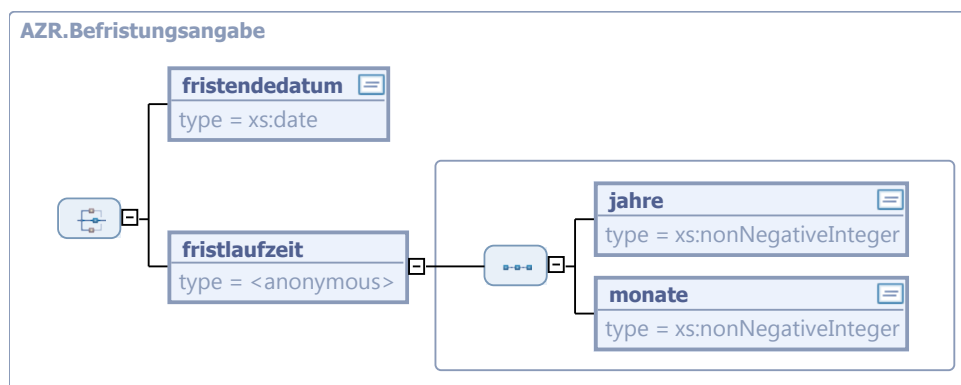 AZR.Befristungsangabe
fristendedatum
type = xs:date
fristlaufzeit
type = <anonymous>
jahre
type = xs:nonNegativeInteger
monate
type = xs:nonNegativeInteger